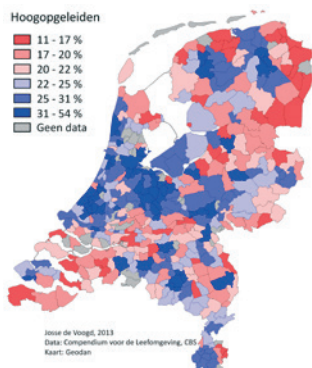 Hoogopgeleiden
11 - 17 %
17 - 20 %
20 - 22 %
22 - 25 %
25 - 31 %
31 - 54 %
Geen data
Josse de Voogd, 2013
Data: Compendium voor de Leefomgeving, CBS
Kaart: Geodan